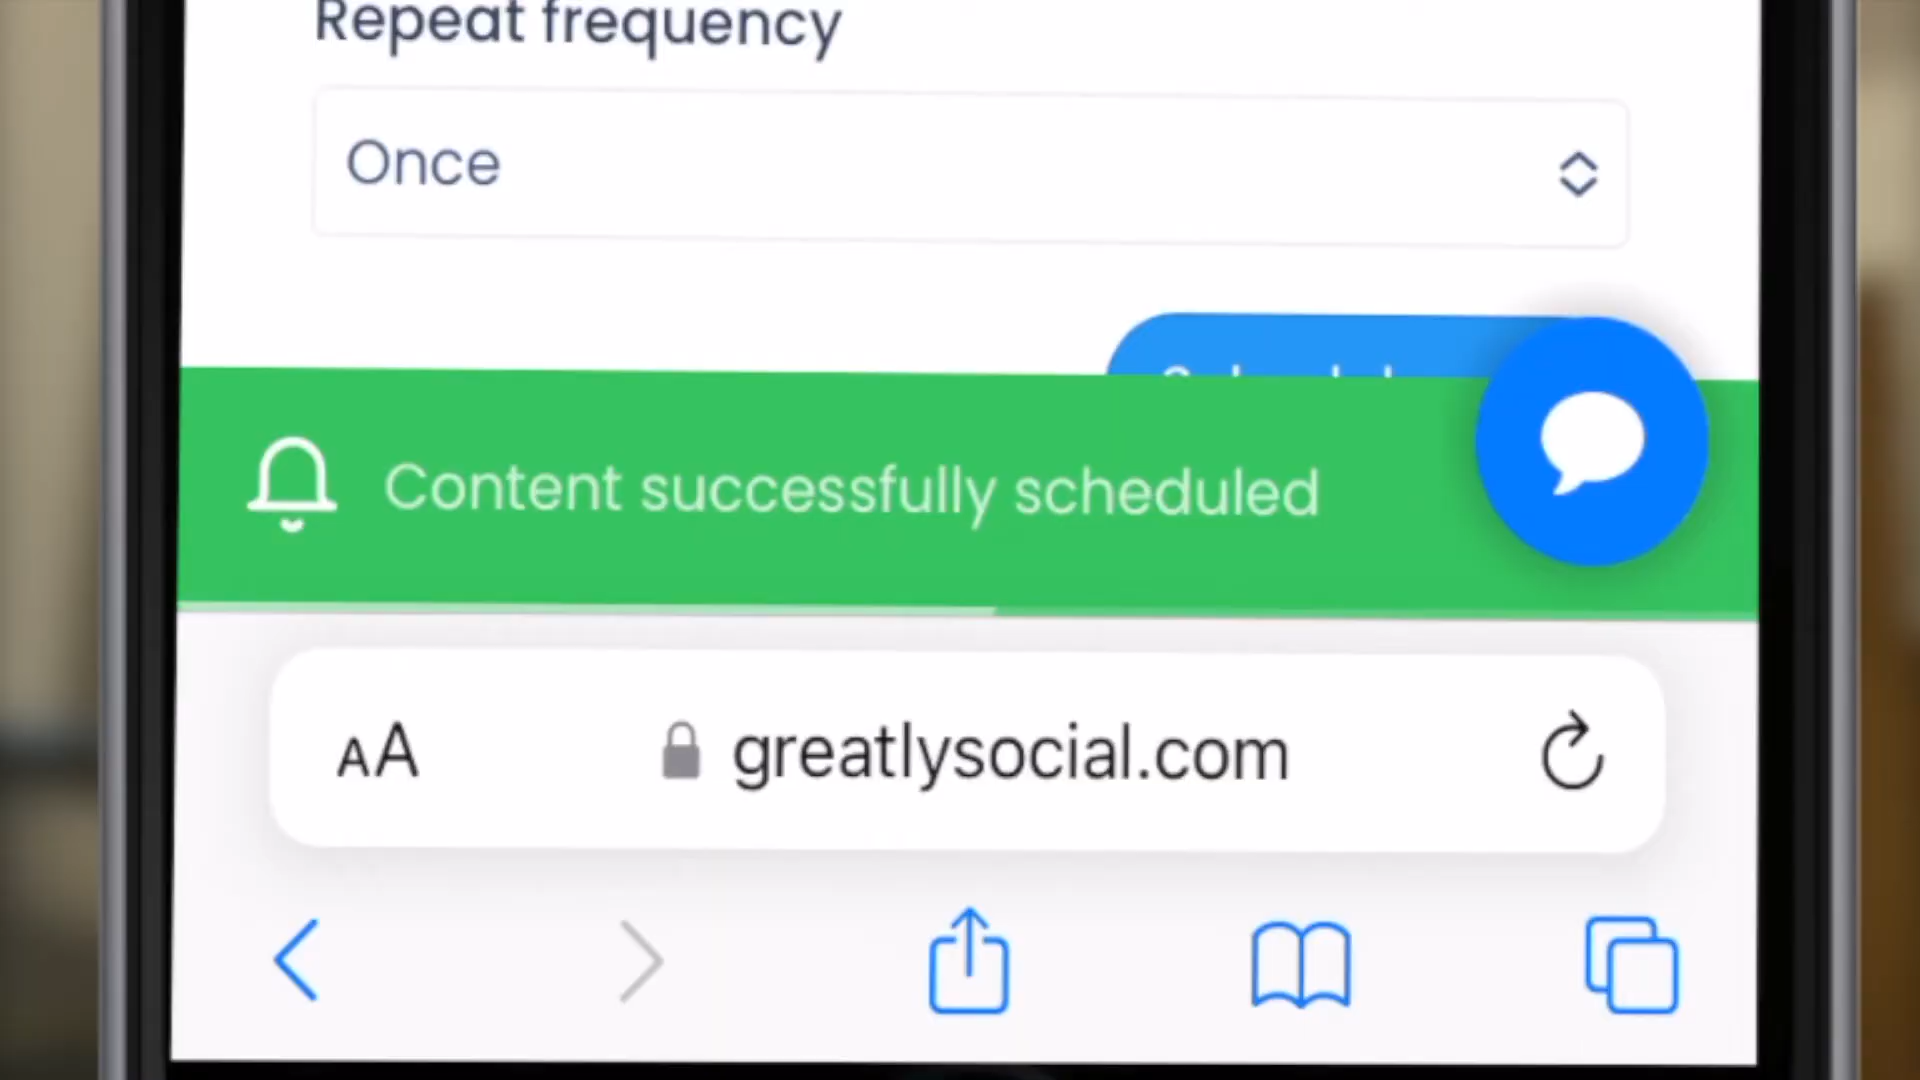 Repeat frequency
Once
Content successfully scheduled
AA
greatlysocial.com